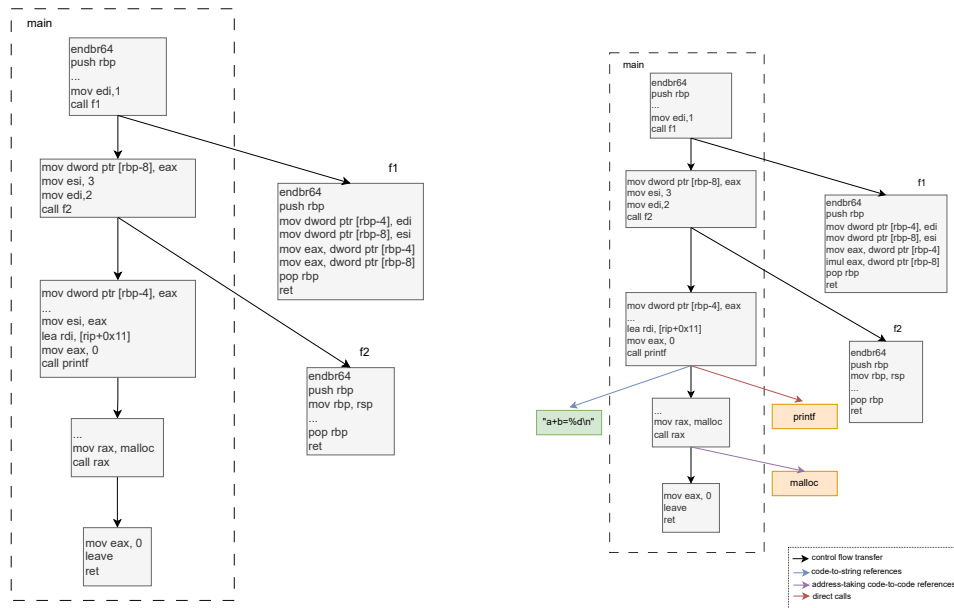 main
endbr64
push rbp
...
mov edi,1
call f1
mov dword ptr [rbp-8], eax
mov esi, 3
mov edi,2
call f2
f1
endbr64
push rbp
mov dword ptr [rbp-4], edi
mov dword ptr [rbp-8], esi
mov eax, dword ptr [rbp-4]
mov eax, dword ptr [rbp-8]
pop rbp
ret
mov dword ptr [rbp-4], eax
...
mov esi, eax
lea rdi, [rip+0x11]
mov eax, 0
call printf
f2
endbr64
push rbp
mov rbp, rsp
...
pop rbp
ret
...
mov rax, malloc
call rax
mov eax, 0
leave
ret
main
endbr64
push rbp
...
mov edi,1
call f1
mov dword ptr [rbp-8], eax
mov esi, 3
mov edi,2
call f2
f1
endbr64
push rbp
mov dword ptr [rbp-4], edi
mov dword ptr [rbp-8], esi
mov eax, dword ptr [rbp-4]
imul eax, dword ptr [rbp-8]
pop rbp
ret
mov dword ptr [rbp-4], eax
...
lea rdi, [rip+0x11]
mov eax, 0
call printf
f2
endbr64
push rbp
mov rbp, rsp
...
pop rbp
ret
"a+b=%d\n"
printf
...
mov rax, malloc
call rax
malloc
mov eax, 0
leave
ret
control flow transfer
code-to-string references
address-taking code-to-code references
direct calls